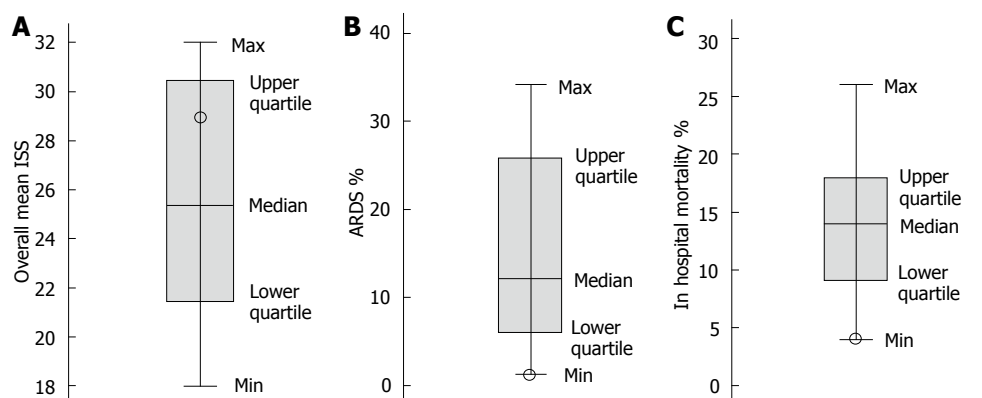 A
32
30
28
26
24
22
20
18
Overall mean ISS
Max
Upper
quartile
Median
Lower
quartile
Min
B
40
30
20
10
0
ARDS %
Max
Upper
quartile
Median
Lower
quartile
Min
C
30
25
20
15
10
5
0
In hospital mortality %
Max
Upper
quartile
Median
Lower
quartile
Min